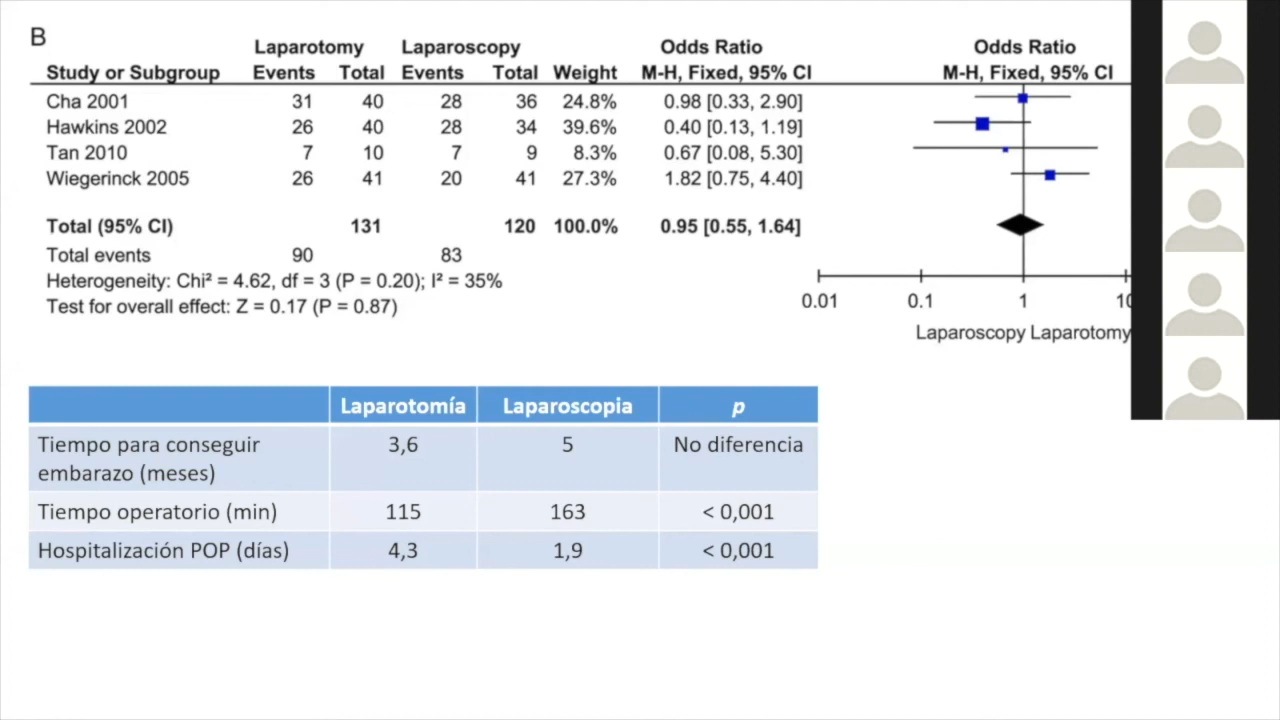 B
Laparotomy Laparoscopy Odds Ratio Odds Ratio
Study or Subgroup Events Total Events Total Weight M-H, Fixed, 95% CI M-H, Fixed, 95% CI
Cha 2001 31 40 28 36 24.8% 0.98 [0.33, 2.90]
Hawkins 2002 26 40 28 34 39.6% 0.40 [0.13, 1.19]
Tan 2010 7 10 7 9 8.3% 0.67 [0.08, 5.30]
Wiegerinck 2005 26 41 20 41 27.3% 1.82 [0.75, 4.40]
Total (95% CI) 131 120 100.0% 0.95 [0.55, 1.64]
Total events 90 83
Heterogeneity: Chi² = 4.62, df = 3 (P = 0.20); I² = 35%
Test for overall effect: Z = 0.17 (P = 0.87)
0.01 0.1 1 10
Laparoscopy Laparotomy
Laparotomía Laparoscopia p
Tiempo para conseguir embarazo (meses) 3,6 5 No diferencia
Tiempo operatorio (min) 115 163 < 0,001
Hospitalización POP (días) 4,3 1,9 < 0,001